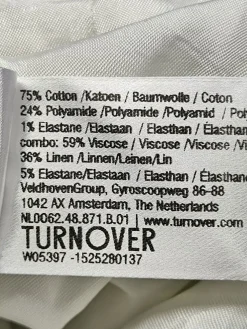 75% Cotton /Katoen / Baumwolle / Coton
24% Polyamide /Polyamide /Polyamid /
1% Elastane/Elastaan / Elasthan / Élasthan
combo: 59% Viscose / Viscose /Viscose /
36% Linen /Linnen/Leinen/Lin
5% Elastane/Elastaan / Elasthan / Élasthan
VeldhovenGroup, Gyroscoopweg 86-88
1042 AX Amsterdam, The Netherlands
NL0062.48.871.B.01 | www.turnover.com
TURNOVER
W05397 -1525280137